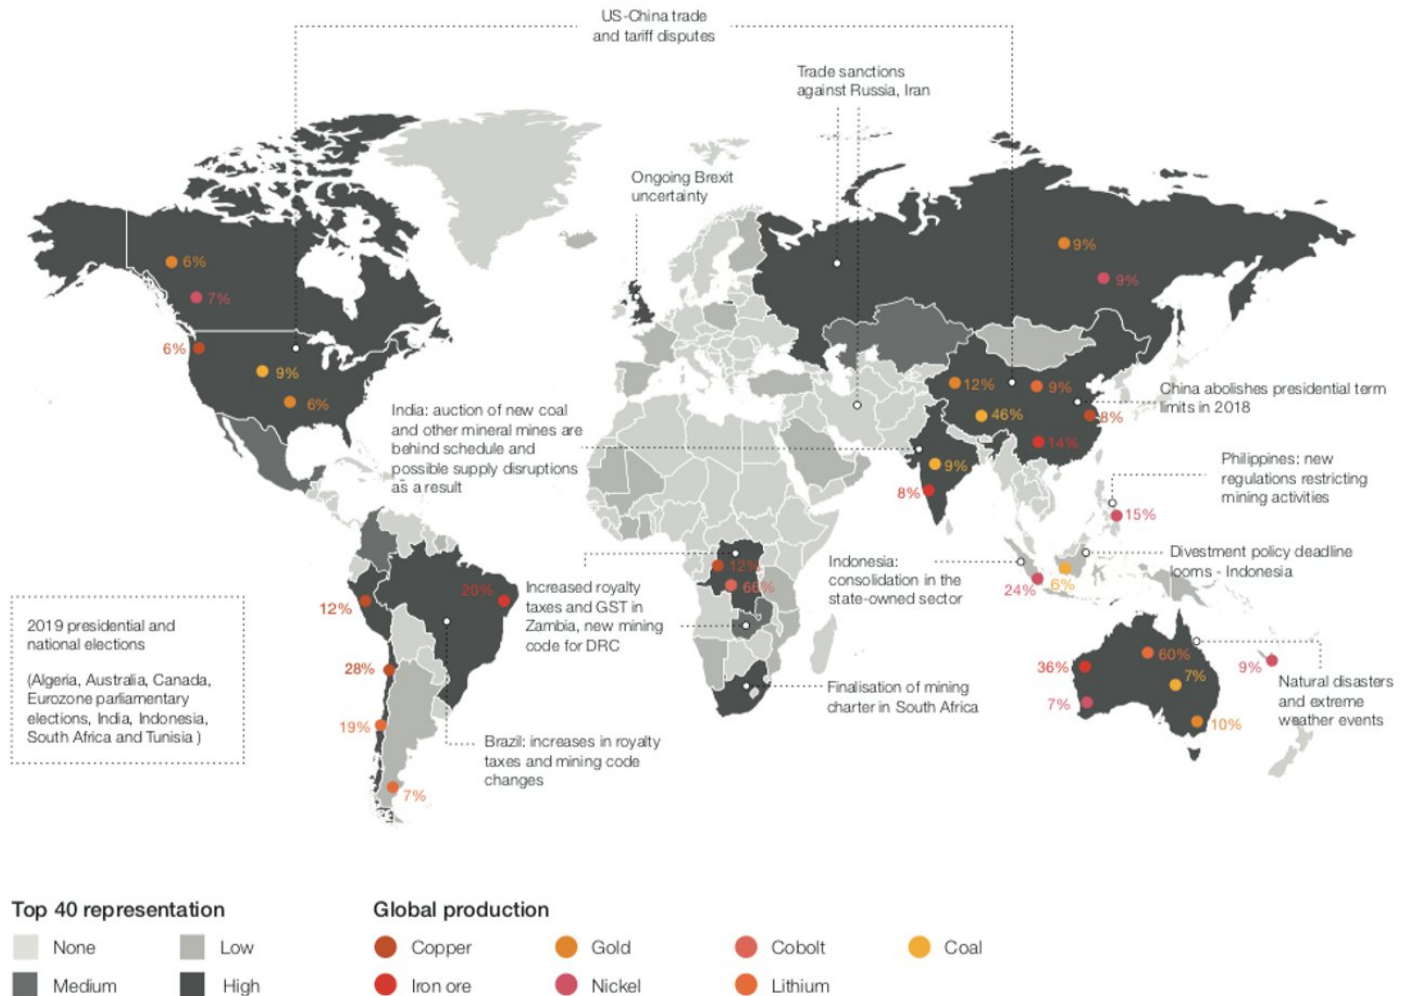 US-China trade
and tariff disputes
Trade sanctions
against Russia, Iran
Ongoing Brexit
uncertainty
6%
7%
6%
9%
6%
9%
9%
12%
9%
46%
8%
14%
9%
8%
China abolishes presidential term
limits in 2018
India: auction of new coal
and other mineral mines are
behind schedule and
possible supply disruptions
as a result
Philippines: new
regulations restricting
mining activities
15%
Indonesia:
consolidation in the
state-owned sector
Divestment policy deadline
looms - Indonesia
24%
6%
12%
66%
Increased royalty
taxes and GST in
Zambia, new mining
code for DRC
20%
12%
28%
19%
7%
2019 presidential and
national elections
(Algeria, Australia, Canada,
Eurozone parliamentary
elections, India, Indonesia,
South Africa and Tunisia )
Brazil: increases in royalty
taxes and mining code
changes
Finalisation of mining
charter in South Africa
36%
60%
7%
7%
10%
9%
Natural disasters
and extreme
weather events
Top 40 representation
None
Low
Medium
High
Global production
Copper
Gold
Cobolt
Coal
Iron ore
Nickel
Lithium